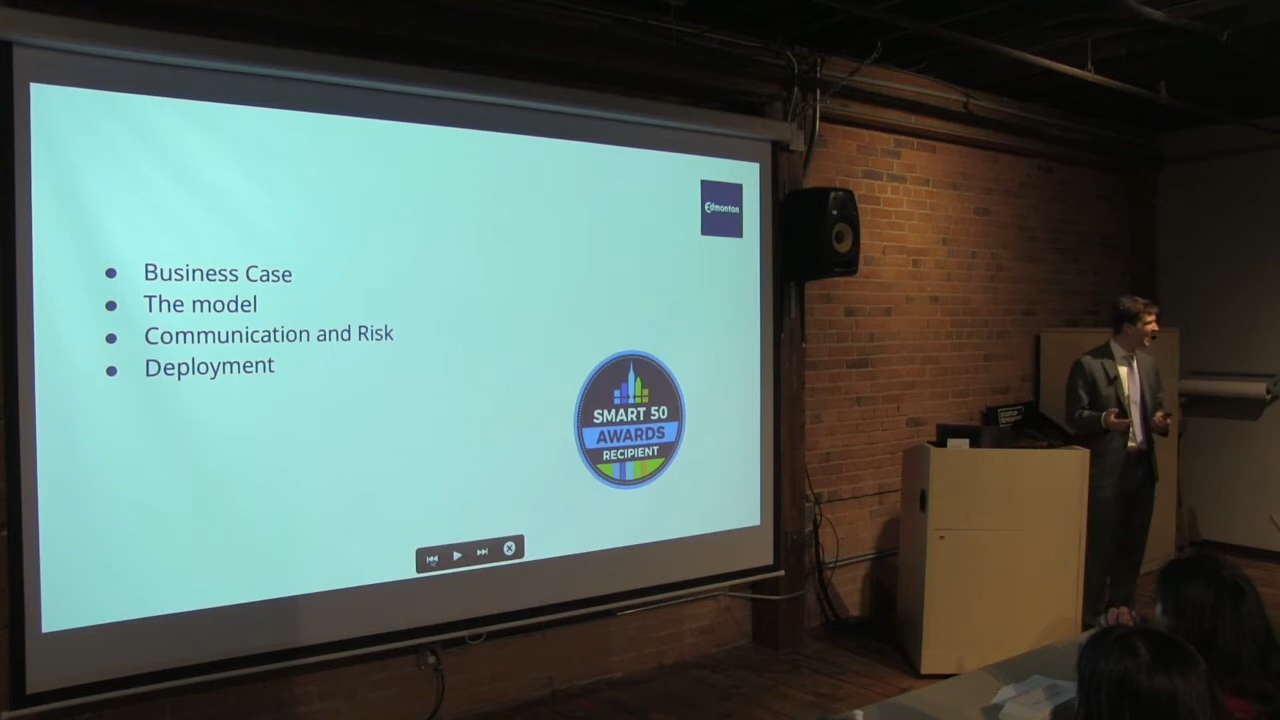 Edmonton
● Business Case
● The model
● Communication and Risk
● Deployment
SMART 50
AWARDS
RECIPIENT